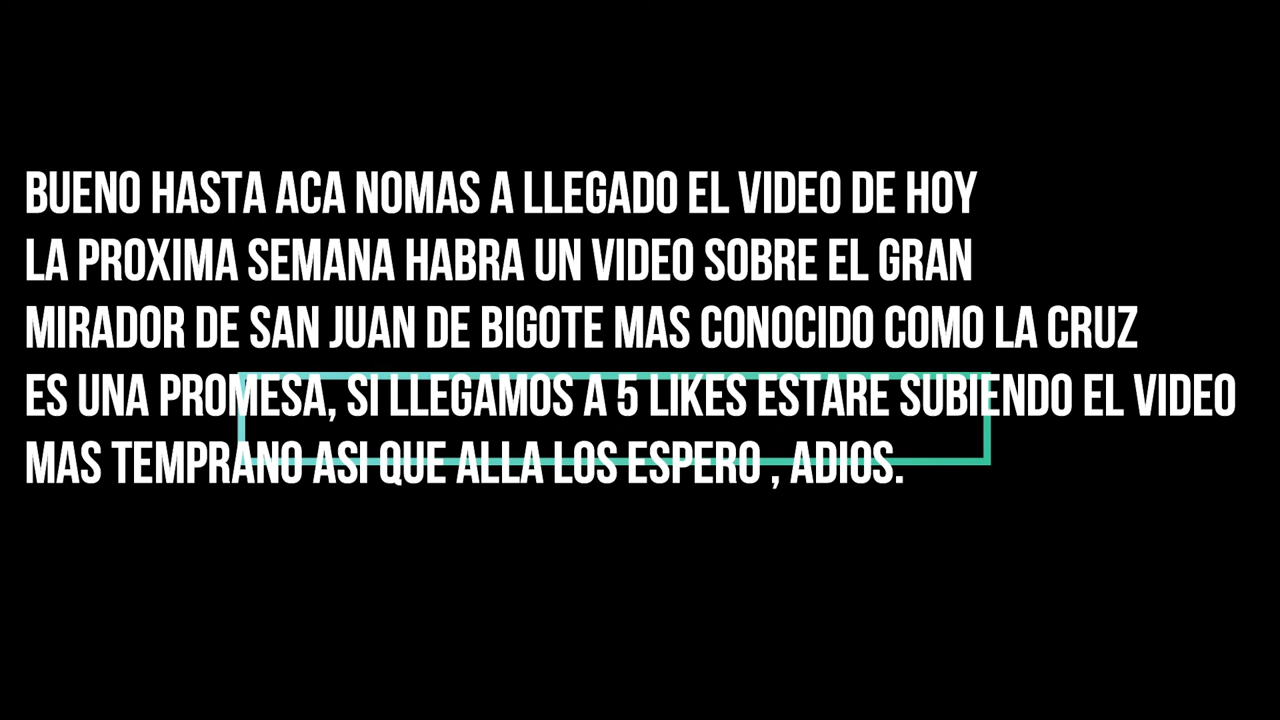 BUENO HASTA ACA NOMAS A LLEGADO EL VIDEO DE HOY
LA PROXIMA SEMANA HABRA UN VIDEO SOBRE EL GRAN
MIRADOR DE SAN JUAN DE BIGOTE MAS CONOCIDO COMO LA CRUZ
ES UNA PROMESA, SI LLEGAMOS A 5 LIKES ESTARE SUBIENDO EL VIDEO
MAS TEMPRANO ASI QUE ALLA LOS ESPERO , ADIOS.